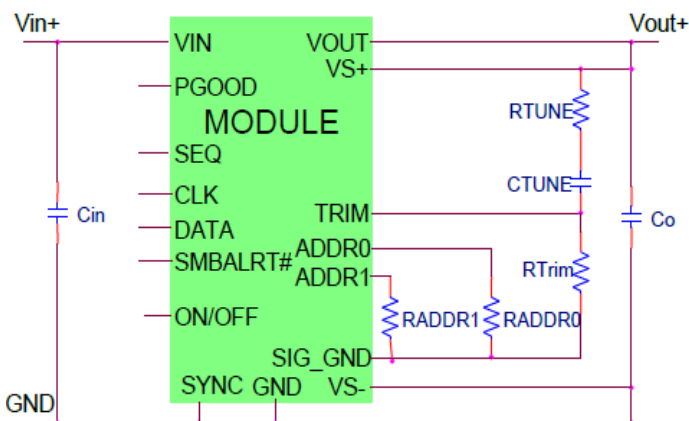 Vin+
Vout+
VIN
VOUT
VS+
PGOOD
RTUNE
MODULE
SEQ
CTUNE
CLK
TRIM
Cin
Co
DATA
ADDR0
SMBALRT#
RTrim
ADDR1
ON/OFF
RADDR1
RADDR0
SIG_GND
SYNC
GND
VS-
GND